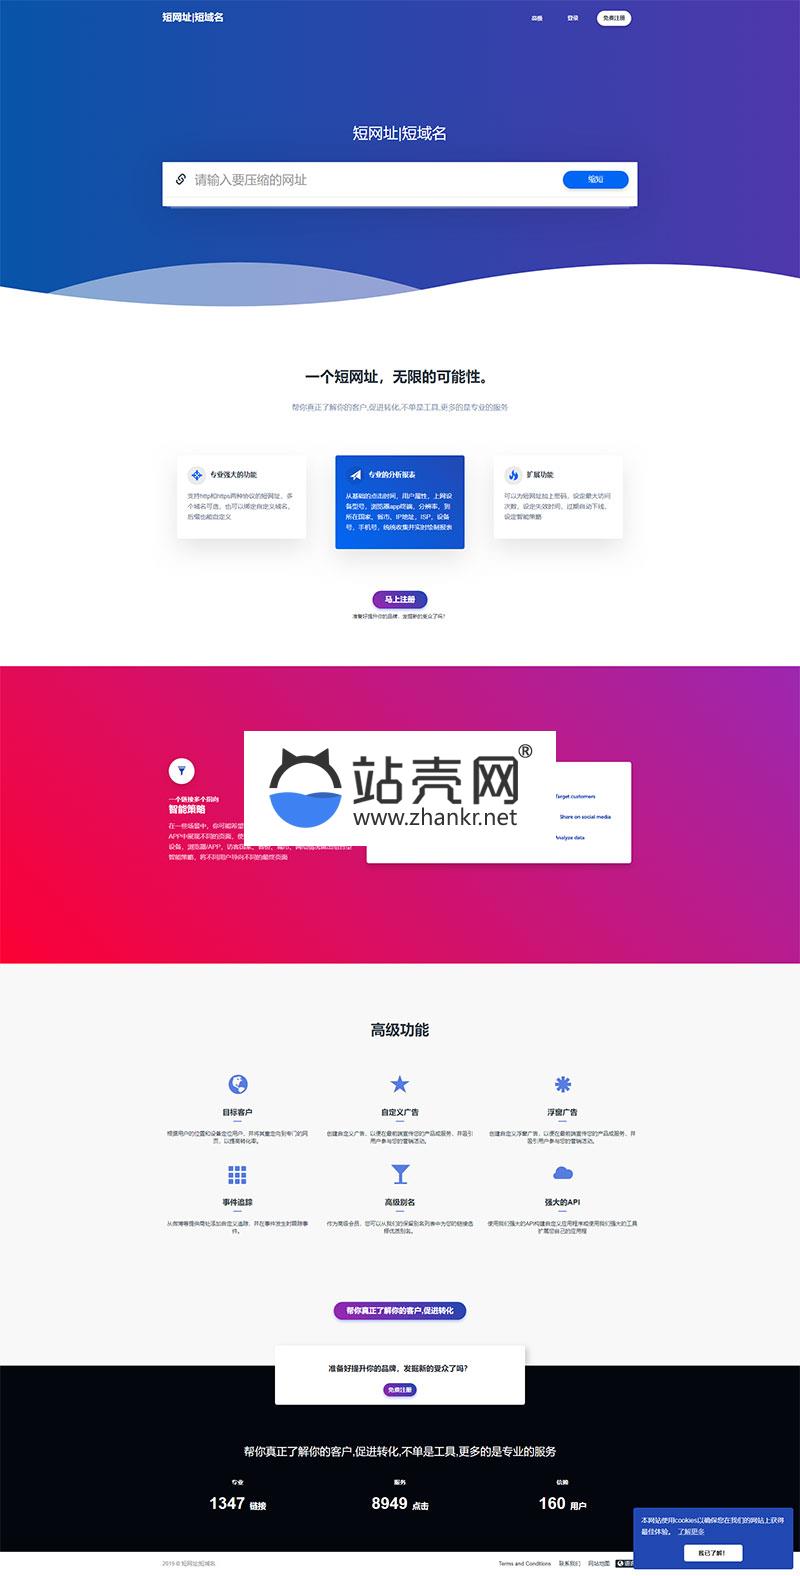 短网址|短域名
高级
登录
免费注册
短网址|短域名
请输入要压缩的网址
缩短
一个短网址，无限的可能性。
帮你真正了解你的客户,促进转化,不单是工具,更多的是专业的服务
专业强大的功能
支持http和https两种协议的短网址，多
个域名可选，也可以绑定自定义域名，
后缀也能自定义
专业的分析报表
从基础的点击时间，用户属性，上网设
备型号，浏览器app终端，分辨率，到
所在国家，省市，IP地址，ISP，设备
号，手机号，统统收集并实时绘制报表
扩展功能
可以为短网址加上密码，设定最大访问
次数，设定失效时间，过期自动下线，
设定智能策略
马上注册
准备好提升你的品牌，发掘新的受众了吗？
一个链接多个指向
智能策略
在一些场景中，你可能希望
APP中展现不同的页面，使
智能策略，将不同用户导向不同的最终页面
站壳网®
www.zhankr.net
Target customers
Share on social media
Analyze data
高级功能
目标客户
根据用户的位置和设备定位用户，并将其重定向到专门的网
页，以提高转化率。
自定义广告
创建自定义广告，以便在最前端宣传您的产品或服务，并吸引
用户参与您的营销活动。
浮窗广告
创建自定义浮窗广告，以便在最前端宣传您的产品或服务，并
吸引用户参与您的营销活动。
事件追踪
从微博等提供商处添加自定义追踪，并在事件发生时跟踪事
件。
高级别名
作为高级会员，您可以从我们的保留别名列表中为您的链接选
择优质别名。
强大的API
使用我们强大的API构建自定义应用程序或使用我们强大的工具
扩展您自己的应用程
帮你真正了解你的客户,促进转化
准备好提升你的品牌，发掘新的受众了吗？
免费注册
帮你真正了解你的客户,促进转化,不单是工具,更多的是专业的服务
专业
1347 链接
服务
8949 点击
信赖
160 用户
本网站使用cookies以确保您在我们的网站上获得
最佳体验。 了解更多
我已了解！
2019 © 短网址|短域名
Terms and Conditions
联系我们
网站地图